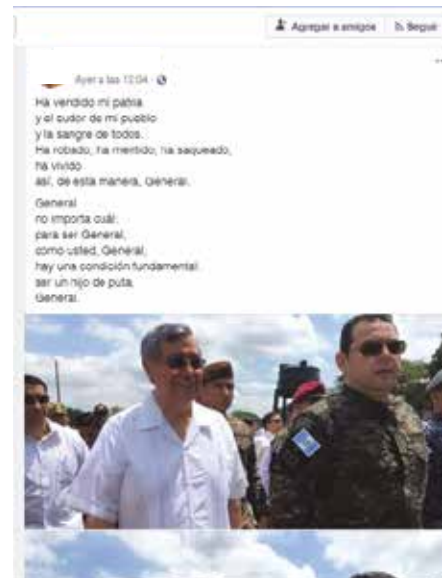 Agregar a amigos Seguir
Ayer a las 12:04
Ha vendido mi patria
y el sudor de mi pueblo
y la sangre de todos.
Ha robado, ha mentido, ha saqueado,
ha vivido
así, de esta manera, General.
General
no importa cuál:
para ser General,
como usted, General,
hay una condición fundamental:
ser un hijo de puta,
General.